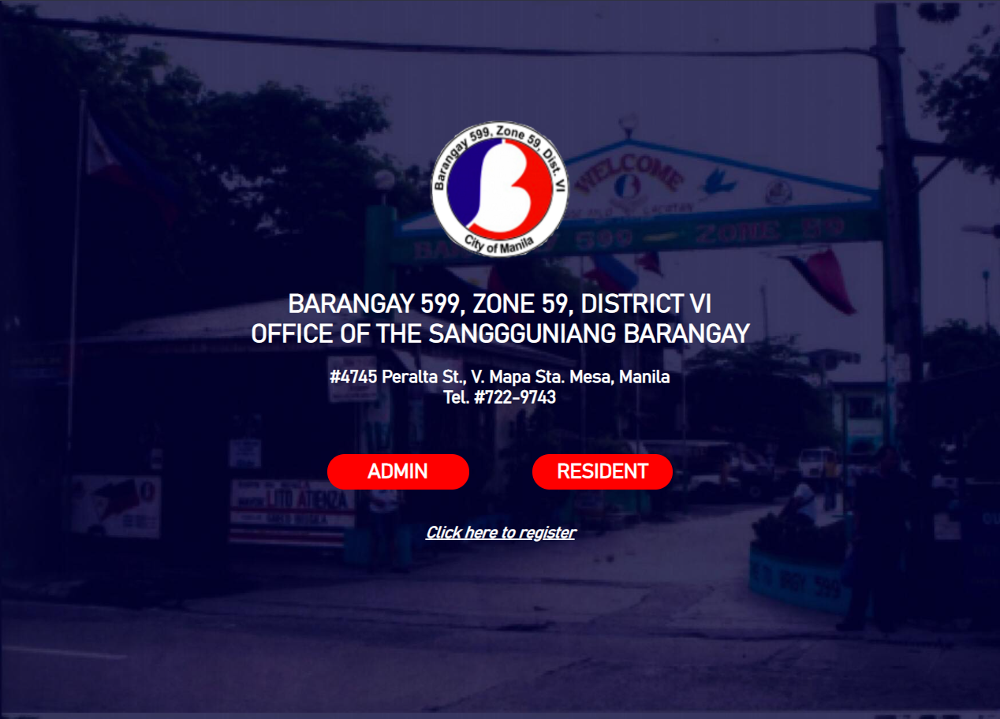 Barangay 599, Zone 59, Dist. VI
City of Manila
WELCOME
599 - ZONE 59
BARANGAY 599, ZONE 59, DISTRICT VI
OFFICE OF THE SANGGGUNIANG BARANGAY
#4745 Peralta St., V. Mapa Sta. Mesa, Manila
Tel. #722-9743
ADMIN
RESIDENT
LITO ATIENZA
Click here to register
BRGY 599